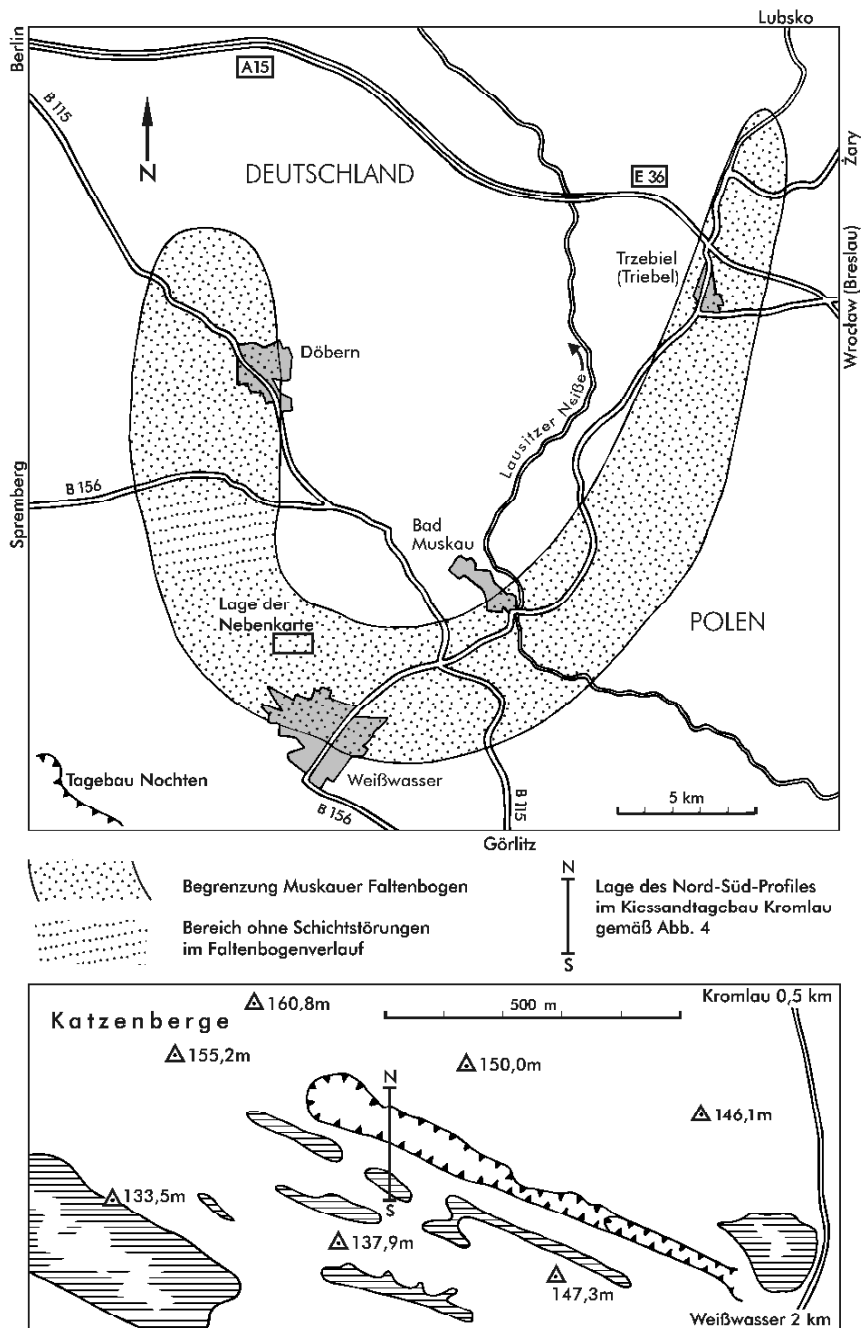 Lubsko
Berlin
A15
B 115
N
DEUTSCHLAND
E 36
Żary
Trzebiel
(Triebel)
Wrocław (Breslau)
Döbern
Lausitzer Neiße
Spremberg
B 156
Bad
Muskau
Lage der
Nebenkarte
POLEN
Tagebau Nochten
Weißwasser
5 km
B 156
B 115
Görlitz
Begrenzung Muskauer Faltenbogen
Bereich ohne Schichtstörungen
im Faltenbogenverlauf
N
S
Lage des Nord-Süd-Profiles
im Kiessandtagebau Kromlau
gemäß Abb. 4
Katzenberge
160,8m
500 m
Kromlau 0,5 km
155,2m
150,0m
N
146,1m
133,5m
S
137,9m
147,3m
Weißwasser 2 km